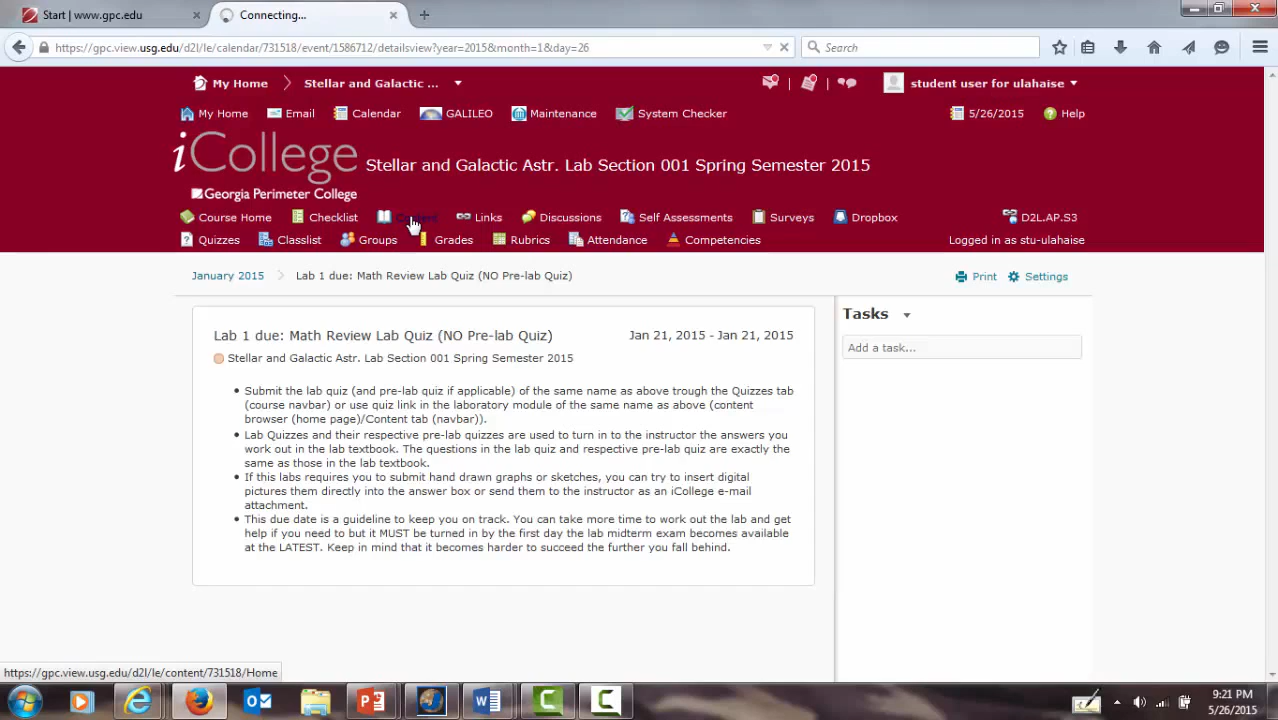 Start | www.gpc.edu
Connecting...
https://gpc.view.usg.edu/d2l/le/calendar/731518/event/1586712/detailsview?year=2015&month=1&day=26
Search
My Home
Stellar and Galactic ...
student user for ulahaise
My Home
Email
Calendar
GALILEO
Maintenance
System Checker
5/26/2015
Help
iCollege
Stellar and Galactic Astr. Lab Section 001 Spring Semester 2015
Georgia Perimeter College
Course Home
Checklist
Content
Links
Discussions
Self Assessments
Surveys
Dropbox
D2L.AP.S3
Quizzes
Classlist
Groups
Grades
Rubrics
Attendance
Competencies
Logged in as stu-ulahaise
January 2015
Lab 1 due: Math Review Lab Quiz (NO Pre-lab Quiz)
Print
Settings
Lab 1 due: Math Review Lab Quiz (NO Pre-lab Quiz)
Jan 21, 2015 - Jan 21, 2015
Stellar and Galactic Astr. Lab Section 001 Spring Semester 2015
• Submit the lab quiz (and pre-lab quiz if applicable) of the same name as above trough the Quizzes tab
(course navbar) or use quiz link in the laboratory module of the same name as above (content
browser (home page)/Content tab (navbar)).
• Lab Quizzes and their respective pre-lab quizzes are used to turn in to the instructor the answers you
work out in the lab textbook. The questions in the lab quiz and respective pre-lab quiz are exactly the
same as those in the lab textbook.
• If this labs requires you to submit hand drawn graphs or sketches, you can try to insert digital
pictures them directly into the answer box or send them to the instructor as an iCollege e-mail
attachment.
• This due date is a guideline to keep you on track. You can take more time to work out the lab and get
help if you need to but it MUST be turned in by the first day the lab midterm exam becomes available
at the LATEST. Keep in mind that it becomes harder to succeed the further you fall behind.
Tasks
Add a task...
https://gpc.view.usg.edu/d2l/le/content/731518/Home
9:21 PM
5/26/2015